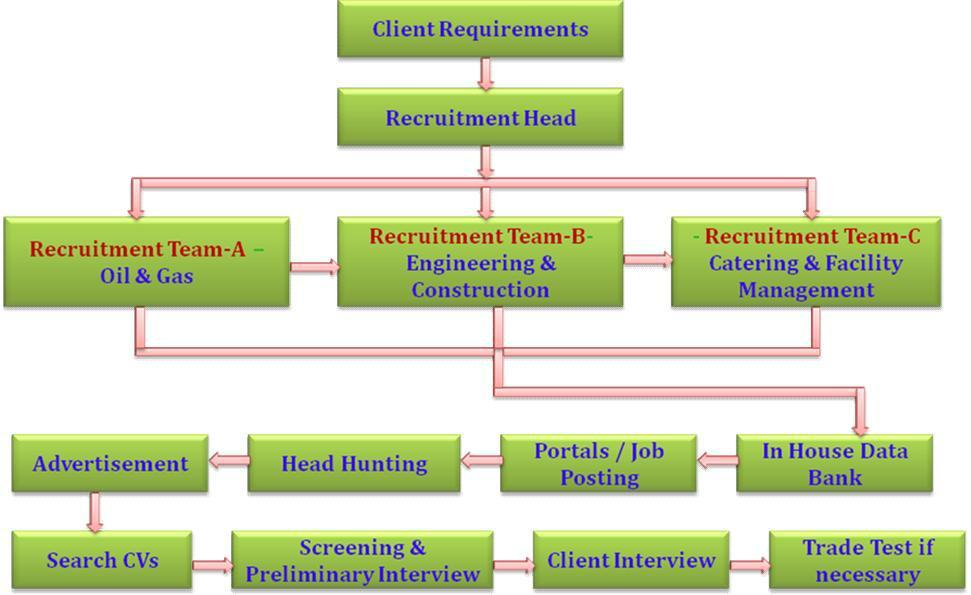 Client Requirements
Recruitment Head
Recruitment Team-A –
Oil & Gas
Recruitment Team-B-
Engineering &
Construction
- Recruitment Team-C
Catering & Facility
Management
In House Data
Bank
Portals / Job
Posting
Head Hunting
Advertisement
Search CVs
Screening &
Preliminary Interview
Client Interview
Trade Test if
necessary